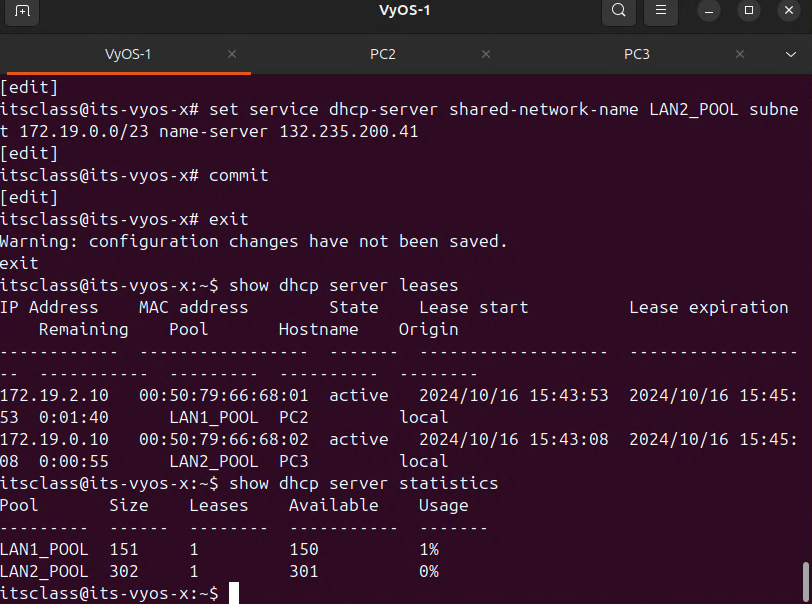 VyOS-1
VyOS-1
PC2
PC3
[edit]
itsclass@its-vyos-x# set service dhcp-server shared-network-name LAN2_POOL subne
t 172.19.0.0/23 name-server 132.235.200.41
[edit]
itsclass@its-vyos-x# commit
[edit]
itsclass@its-vyos-x# exit
Warning: configuration changes have not been saved.
exit
itsclass@its-vyos-x:~$ show dhcp server leases
IP Address    MAC address        State    Lease start          Lease expiration
    Remaining    Pool       Hostname    Origin
------------  -----------------  -------  -------------------  -----------------
--  -----------  ---------  ----------  --------
172.19.2.10   00:50:79:66:68:01  active   2024/10/16 15:43:53  2024/10/16 15:45:
53  0:01:40      LAN1_POOL  PC2         local
172.19.0.10   00:50:79:66:68:02  active   2024/10/16 15:43:08  2024/10/16 15:45:
08  0:00:55      LAN2_POOL  PC3         local
itsclass@its-vyos-x:~$ show dhcp server statistics
Pool       Size    Leases    Available    Usage
---------  ------  --------  -----------  -------
LAN1_POOL  151     1         150          1%
LAN2_POOL  302     1         301          0%
itsclass@its-vyos-x:~$